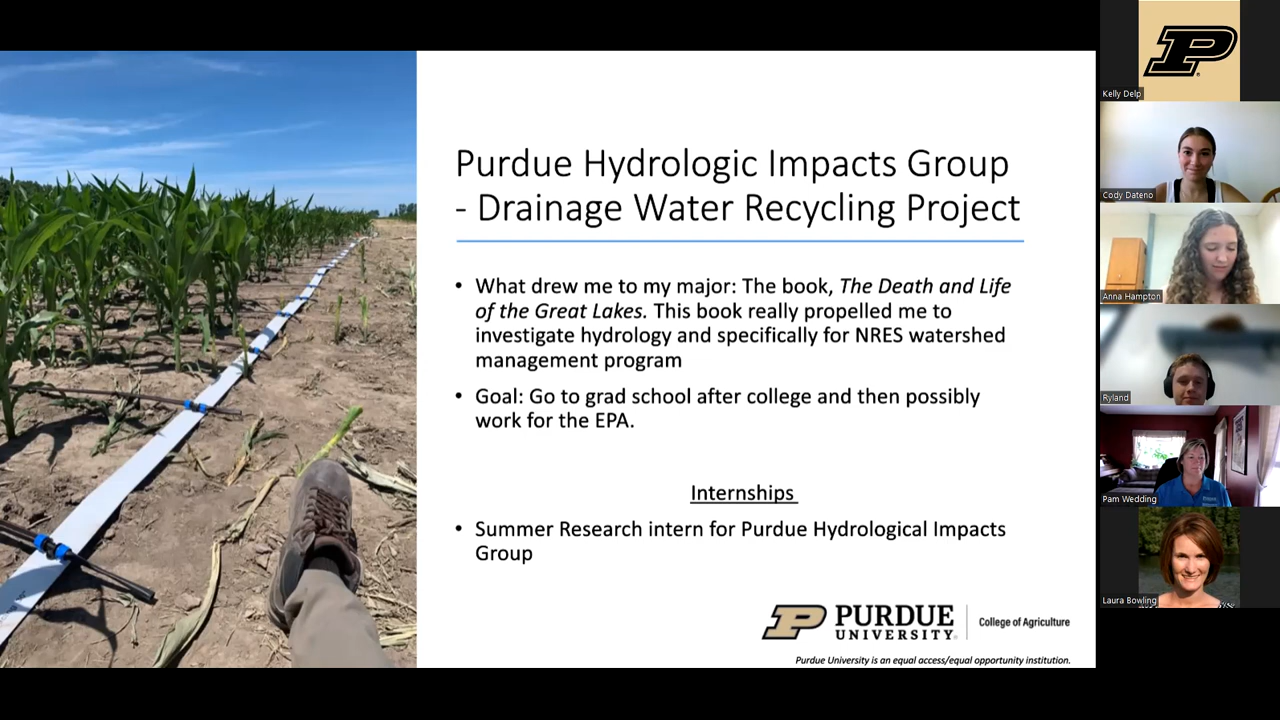 Purdue Hydrologic Impacts Group
- Drainage Water Recycling Project
• What drew me to my major: The book, The Death and Life
of the Great Lakes. This book really propelled me to
investigate hydrology and specifically for NRES watershed
management program
• Goal: Go to grad school after college and then possibly
work for the EPA.
Internships
• Summer Research intern for Purdue Hydrological Impacts
Group
P PURDUE
UNIVERSITY®
College of Agriculture
Purdue University is an equal access/equal opportunity institution.
P
Kelly Delp
Cody Dateno
Anna Hampton
Ryland
Pam Wedding
Laura Bowling